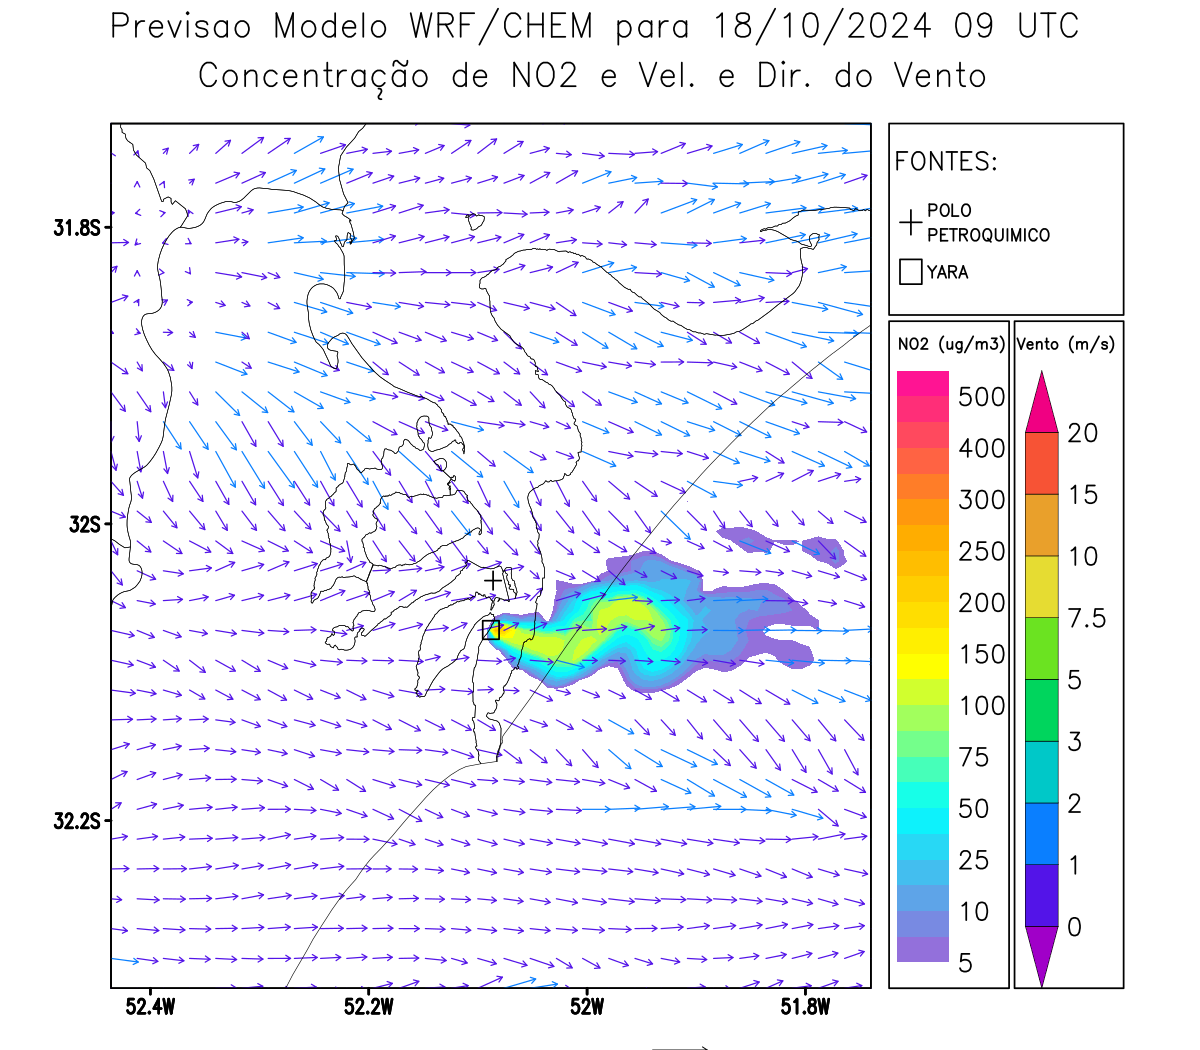 Previsao Modelo WRF/CHEM para 18/10/2024 09 UTC
Concentração de NO2 e Vel. e Dir. do Vento
FONTES:
POLO
PETROQUIMICO
YARA
31.8S
32S
32.2S
52.4W
52.2W
52W
51.8W
NO2 (ug/m3)
500
400
300
250
200
150
100
75
50
25
10
5
Vento (m/s)
20
15
10
7.5
5
3
2
1
0